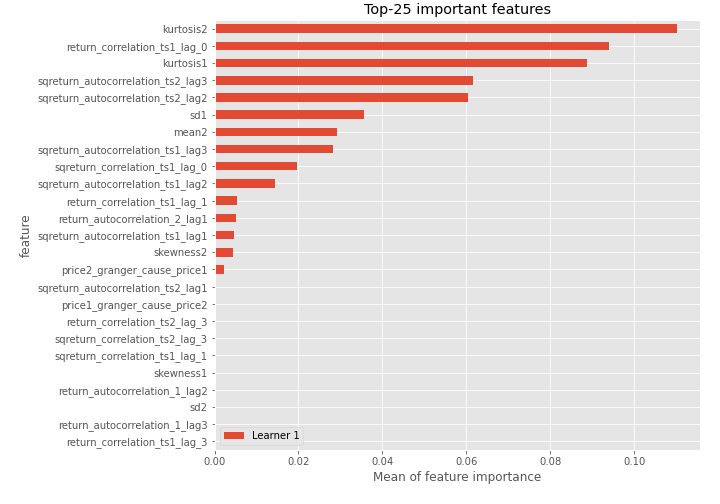 Top-25 important features
kurtosis2
return_correlation_ts1_lag_0
kurtosis1
sqreturn_autocorrelation_ts2_lag3
sqreturn_autocorrelation_ts2_lag2
sd1
mean2
sqreturn_autocorrelation_ts1_lag3
sqreturn_correlation_ts1_lag_0
sqreturn_autocorrelation_ts1_lag2
return_correlation_ts1_lag_1
return_autocorrelation_2_lag1
sqreturn_autocorrelation_ts1_lag1
skewness2
price2_granger_cause_price1
sqreturn_autocorrelation_ts2_lag1
price1_granger_cause_price2
return_correlation_ts2_lag_3
sqreturn_correlation_ts2_lag_3
sqreturn_correlation_ts1_lag_1
skewness1
return_autocorrelation_1_lag2
sd2
return_autocorrelation_1_lag3
return_correlation_ts1_lag_3
feature
Learner 1
0.00 0.02 0.04 0.06 0.08 0.10
Mean of feature importance